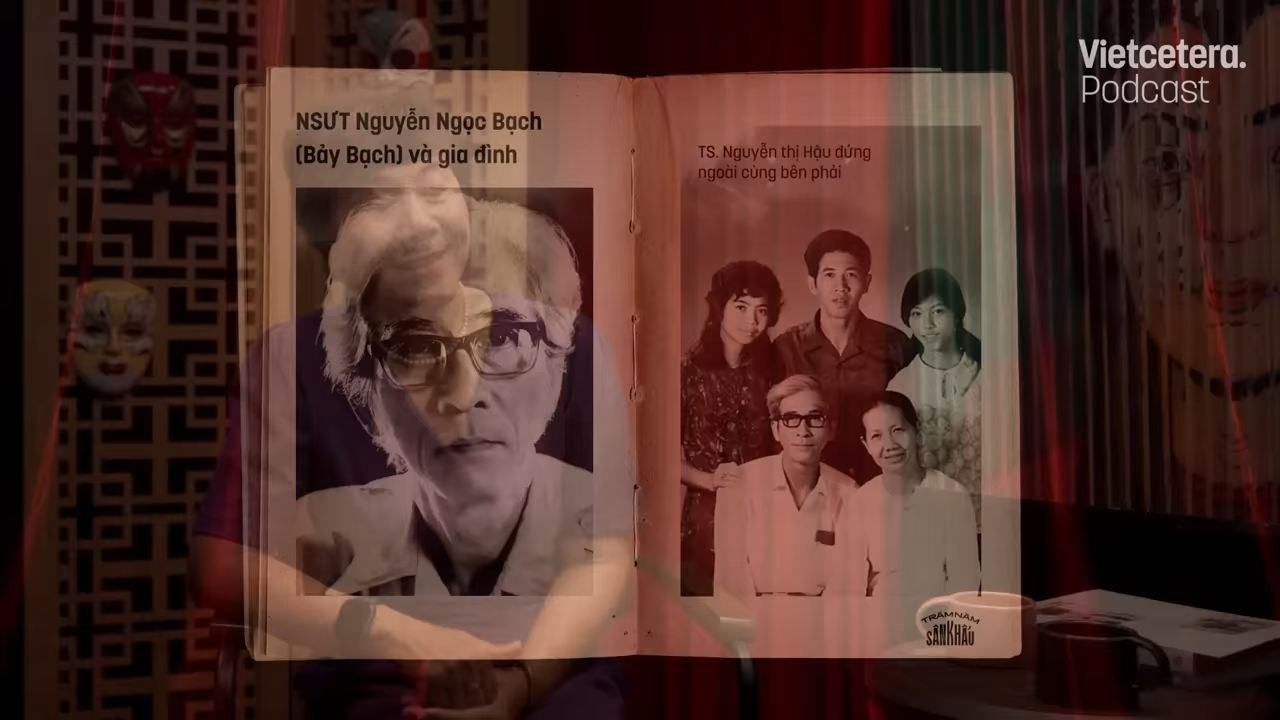 Vietcetera.
Podcast
NSƯT Nguyễn Ngọc Bạch
(Bảy Bạch) và gia đình
TS. Nguyễn thị Hậu đứng
ngoài cùng bên phải
TRĂM NĂM
SÂN KHẤU